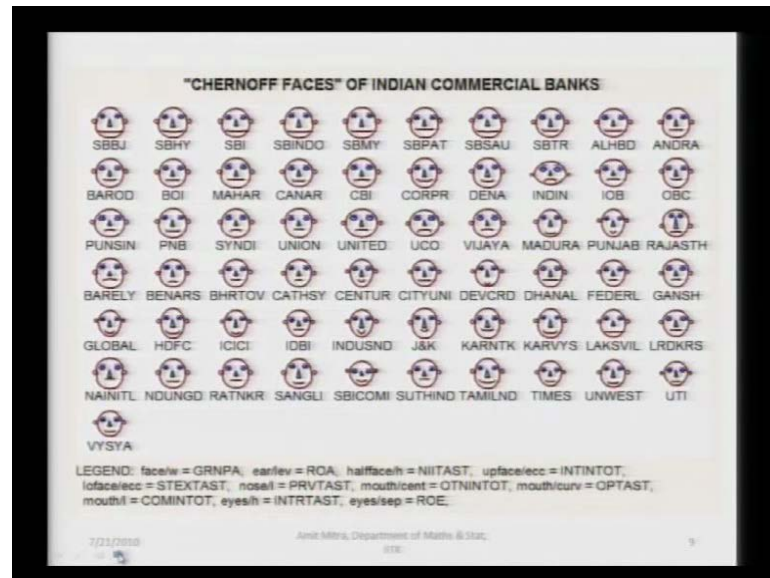 "CHERNOFF FACES" OF INDIAN COMMERCIAL BANKS
SBBJ SBHY SBI SBINDO SBMY SBPAT SBSAU SBTR ALHBD ANDRA
BAROD BOI MAHAR CANAR CBI CORPR DENA INDIN IOB OBC
PUNSIN PNB SYNDI UNION UNITED UCO VIJAYA MADURA PUNJAB RAJASTH
BARELY BENARS BHRTOV CATHSY CENTUR CITYUNI DEVCRD DHANAL FEDERL GANSH
GLOBAL HDFC ICICI IDBI INDUSND J&K KARNTK KARVYS LAKSVIL LRDKRS
NAINITL NDUNGD RATNKR SANGLI SBICOMI SUTHIND TAMILND TIMES UNWEST UTI
VYSYA
LEGEND: face/w = GRNPA, ear/lev = ROA, halfface/h = NIITAST, upface/ecc = INTINTOT,
loface/ecc = STEXTAST, nose/l = PRVTAST, mouth/cent = OTNINTOT, mouth/curv = OPTAST,
mouth/l = COMINTOT, eyes/h = INTRTAST, eyes/sep = ROE,
7/21/2010 Amit Mitra, Department of Maths & Stat, 9
IITK